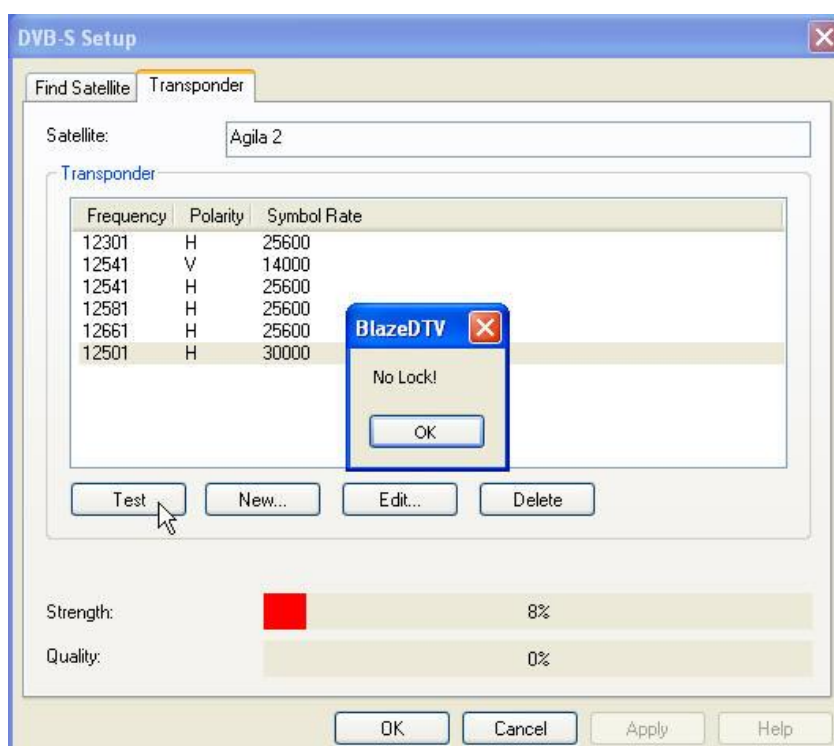 DVB-S Setup
Find Satellite Transponder
Satellite: Agila 2
Transponder
Frequency Polarity Symbol Rate
12301 H 25600
12541 V 14000
12541 H 25600
12581 H 25600
12661 H 25600
12501 H 30000
BlazeDTV
No Lock!
OK
Test New... Edit... Delete
Strength: 8%
Quality: 0%
OK Cancel Apply Help